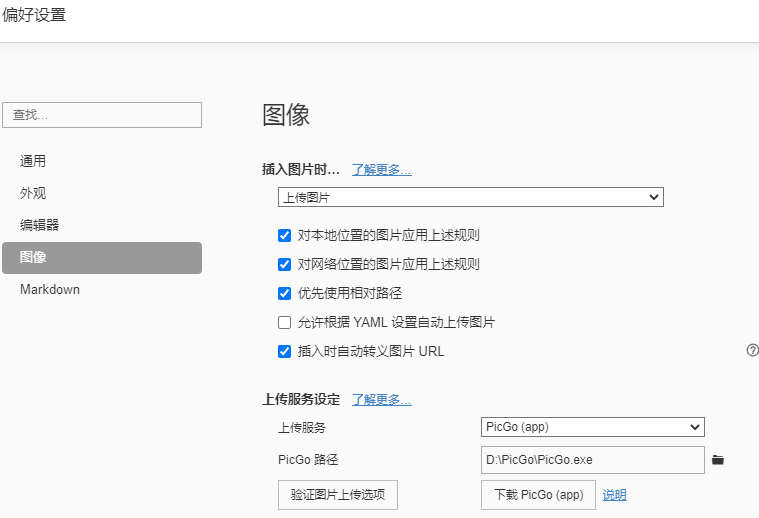 偏好设置
查找...
通用
外观
编辑器
图像
Markdown
图像
插入图片时... 了解更多...
上传图片
对本地位置的图片应用上述规则
对网络位置的图片应用上述规则
优先使用相对路径
允许根据 YAML 设置自动上传图片
插入时自动转义图片 URL
上传服务设定 了解更多...
上传服务 PicGo (app)
PicGo 路径 D:\PicGo\PicGo.exe
验证图片上传选项 下载 PicGo (app) 说明